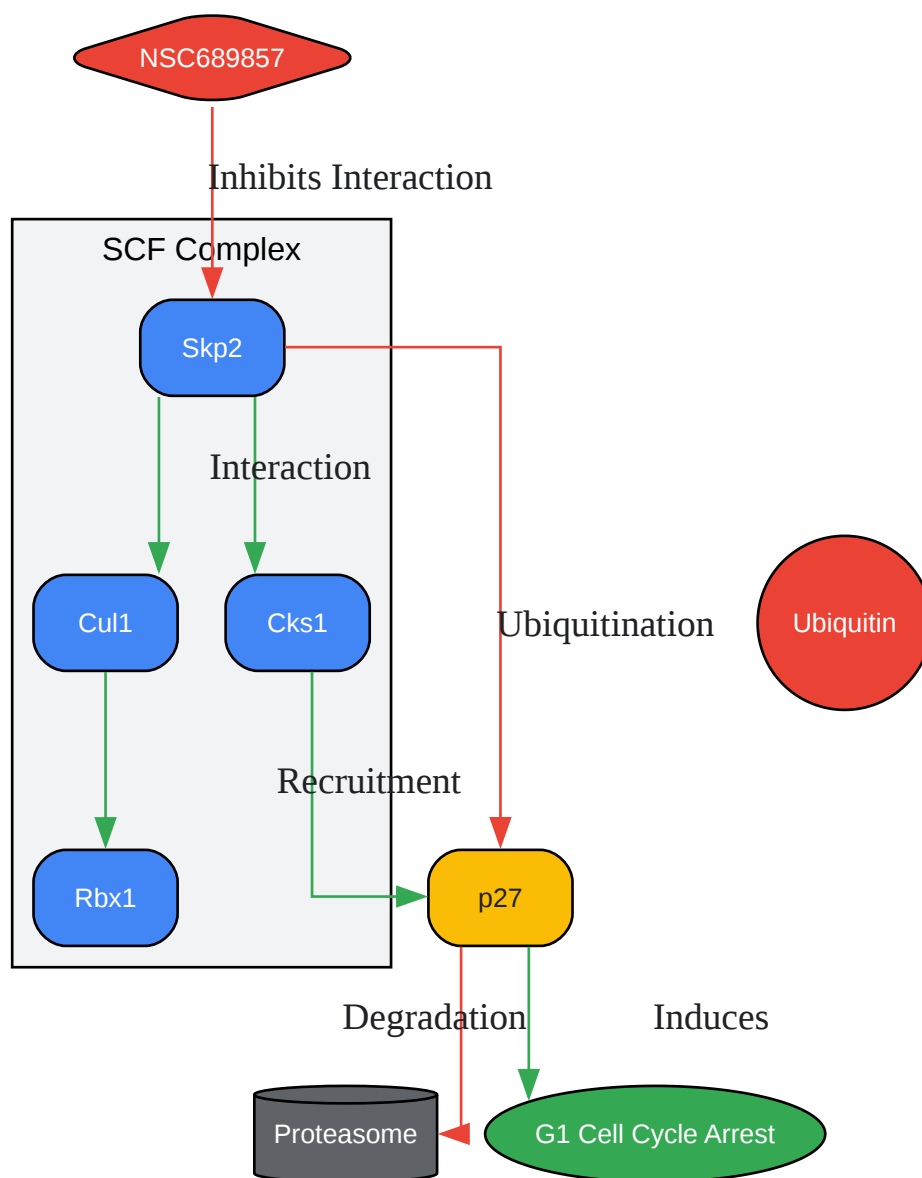 NSC689857
Inhibits Interaction
SCF Complex
Skp2
Interaction
Cul1
Cks1
Ubiquitination
Ubiquitin
Recruitment
Rbx1
p27
Degradation
Induces
Proteasome
G1 Cell Cycle Arrest